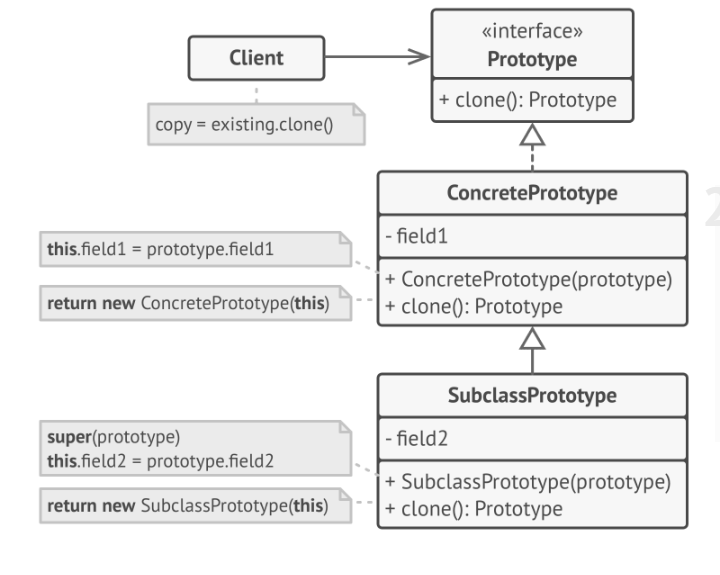 «interface»
Prototype
Client
+ clone(): Prototype
copy = existing.clone()
ConcretePrototype
- field1
this.field1 = prototype.field1
+ ConcretePrototype(prototype)
return new ConcretePrototype(this)
+ clone(): Prototype
SubclassPrototype
- field2
super(prototype)
this.field2 = prototype.field2
+ SubclassPrototype(prototype)
return new SubclassPrototype(this)
+ clone(): Prototype
2